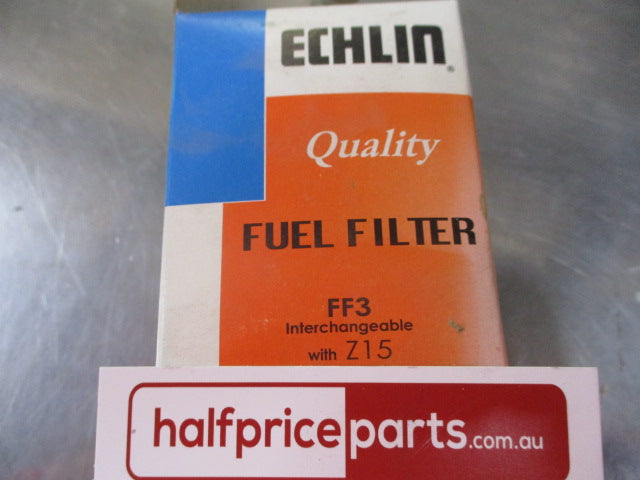 ECHLIN®
Quality
FUEL FILTER
FF3
Interchangeable
with Z15
halfpriceparts.com.au